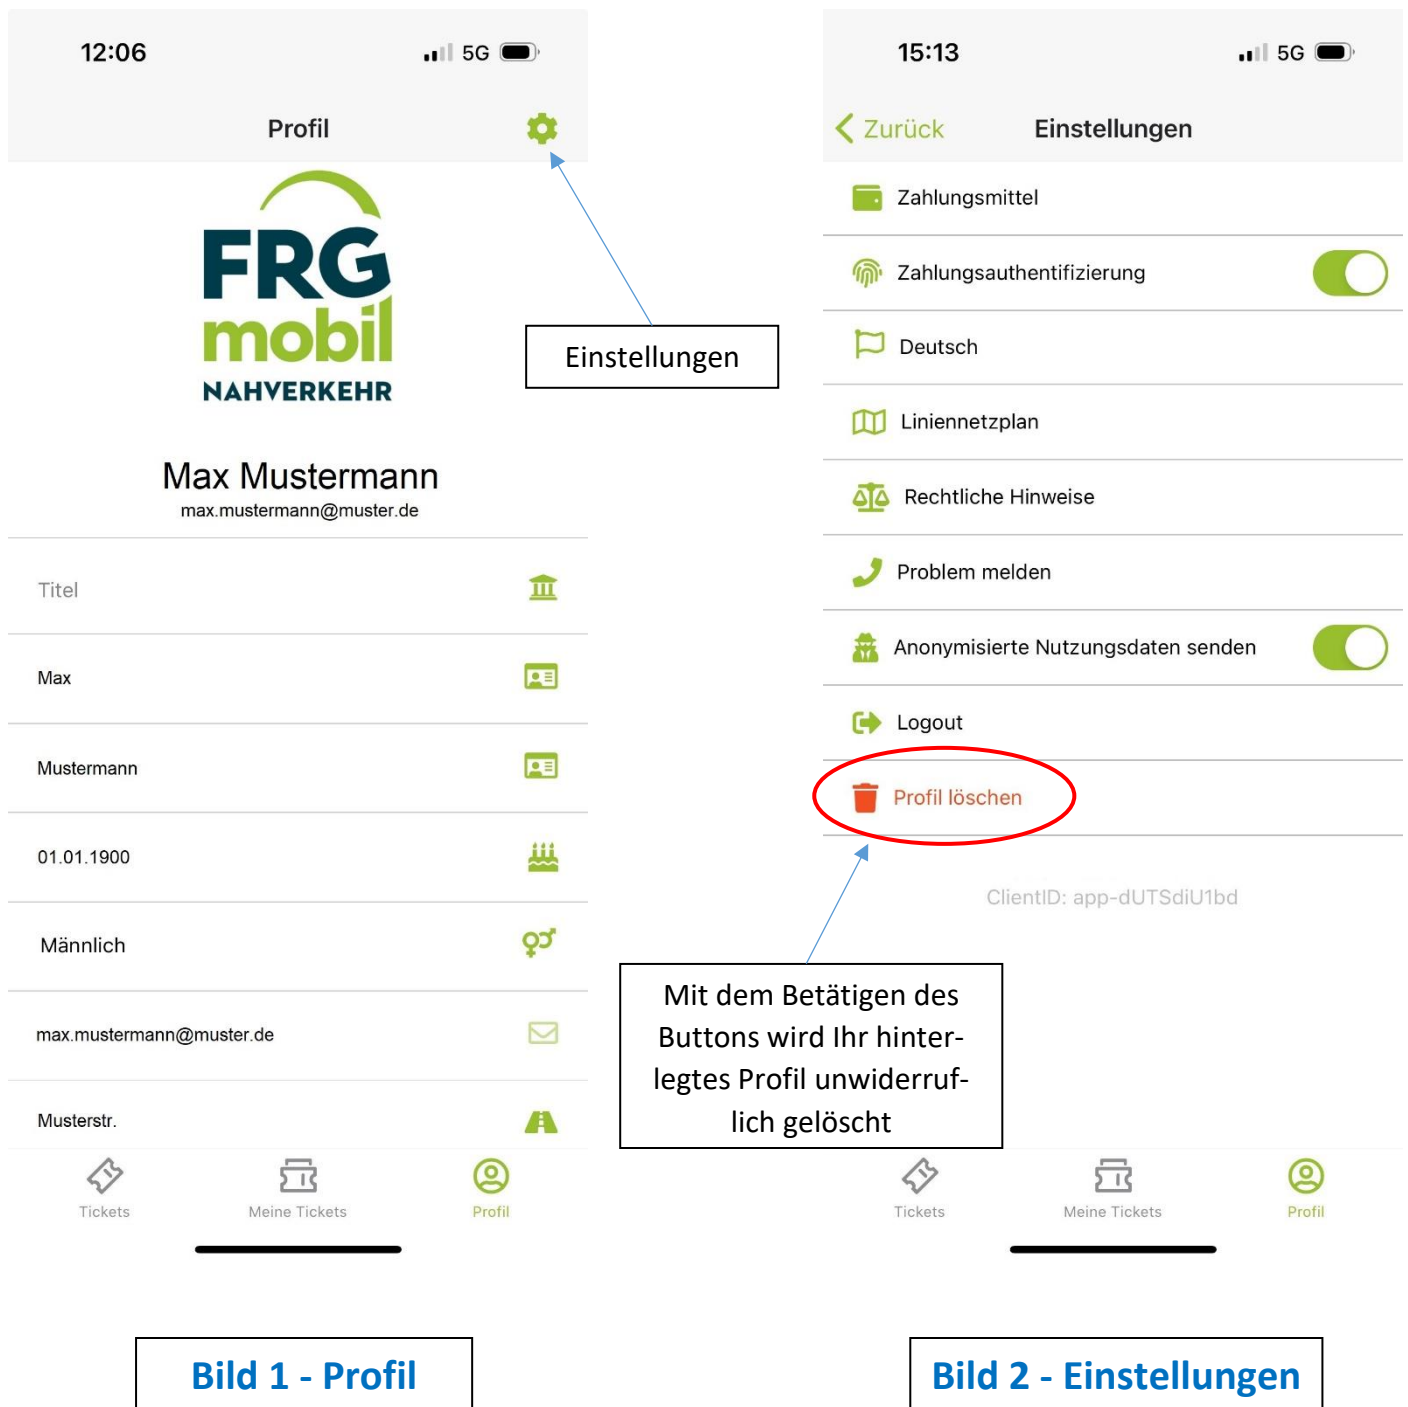 12:06
5G
Profil
FRG
mobil
NAHVERKEHR
Max Mustermann
max.mustermann@muster.de
Titel
Max
Mustermann
01.01.1900
Männlich
max.mustermann@muster.de
Musterstr.
Tickets
Meine Tickets
Profil
Einstellungen
15:13
5G
Zurück
Einstellungen
Zahlungsmittel
Zahlungsauthentifizierung
Deutsch
Liniennetzplan
Rechtliche Hinweise
Problem melden
Anonymisierte Nutzungsdaten senden
Logout
Profil löschen
ClientID: app-dUTSdiU1bd
Mit dem Betätigen des
Buttons wird Ihr hinter-
legtes Profil unwiderruf-
lich gelöscht
Tickets
Meine Tickets
Profil
Bild 1 - Profil
Bild 2 - Einstellungen